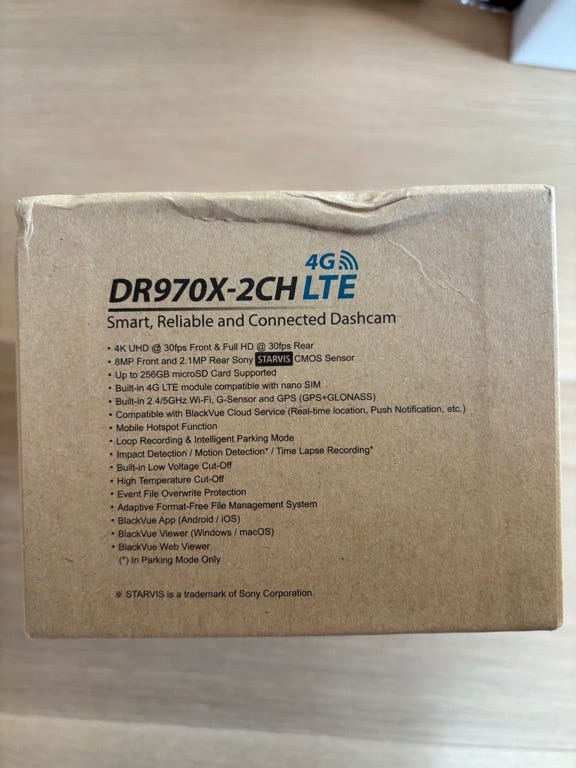 4G
DR970X-2CH LTE
Smart, Reliable and Connected Dashcam
• 4K UHD @ 30fps Front & Full HD @ 30fps Rear
• 8MP Front and 2.1MP Rear Sony STARVIS CMOS Sensor
• Up to 256GB microSD Card Supported
• Built-in 4G LTE module compatible with nano SIM
• Built-in 2.4/5GHz Wi-Fi, G-Sensor and GPS (GPS+GLONASS)
• Compatible with BlackVue Cloud Service (Real-time location, Push Notification, etc.)
• Mobile Hotspot Function
• Loop Recording & Intelligent Parking Mode
• Impact Detection / Motion Detection* / Time Lapse Recording*
• Built-in Low Voltage Cut-Off
• High Temperature Cut-Off
• Event File Overwrite Protection
• Adaptive Format-Free File Management System
• BlackVue App (Android / iOS)
• BlackVue Viewer (Windows / macOS)
• BlackVue Web Viewer
(*) In Parking Mode Only
※ STARVIS is a trademark of Sony Corporation